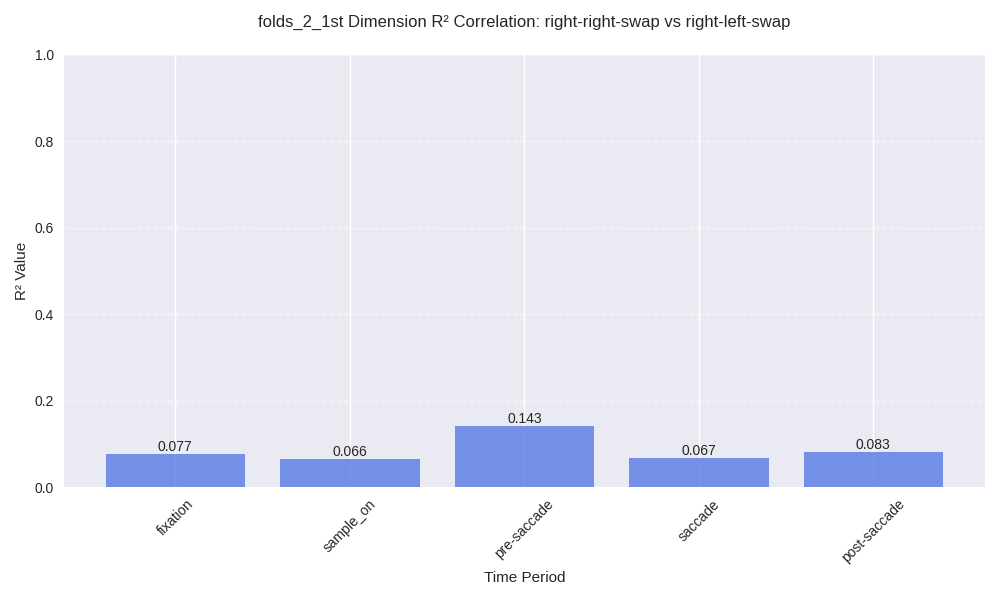 folds_2_1st Dimension R² Correlation: right-right-swap vs right-left-swap
R² Value
1.0
0.8
0.6
0.4
0.2
0.0
0.077
0.066
0.143
0.067
0.083
fixation
sample_on
pre-saccade
saccade
post-saccade
Time Period